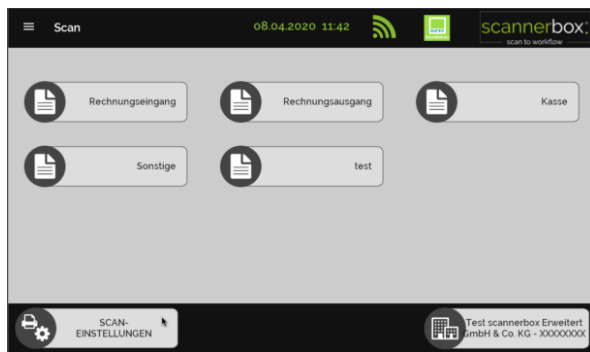 Scan
08.04.2020 11:42
scannerbox:
scan to workflow
Rechnungseingang
Rechnungsausgang
Kasse
Sonstige
test
SCAN-
EINSTELLUNGEN
Test scannerbox Erweitert
GmbH & Co. KG - XXXXXXXX